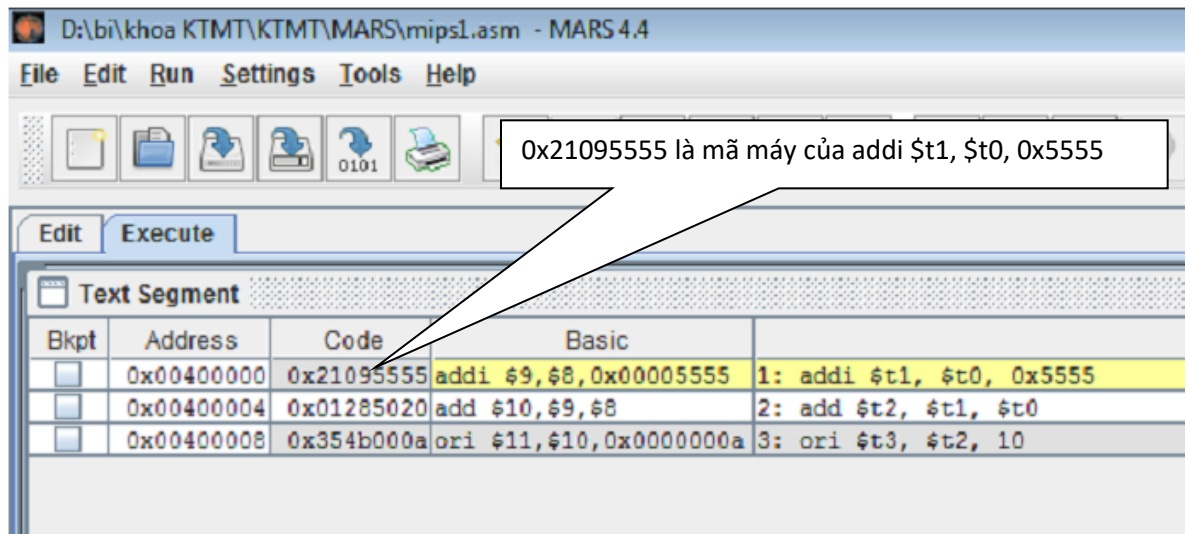 D:\bi\khoa KTMT\KTMT\MARS\mips1.asm - MARS 4.4
File Edit Run Settings Tools Help
0101
0x21095555 là mã máy của addi $t1, $t0, 0x5555
Edit Execute
Text Segment
Bkpt Address Code Basic
0x00400000 0x21095555 addi $9,$8,0x00005555 1: addi $t1, $t0, 0x5555
0x00400004 0x01285020 add $10,$9,$8 2: add $t2, $t1, $t0
0x00400008 0x354b000a ori $11,$10,0x0000000a 3: ori $t3, $t2, 10